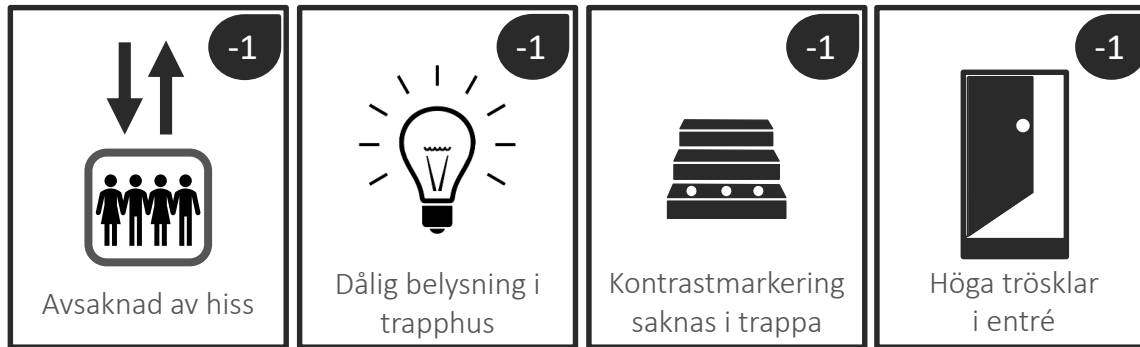 -1
Avsaknad av hiss
-1
Dålig belysning i
trapphus
-1
Kontrastmarkering
saknas i trappa
-1
Höga trösklar
i entré